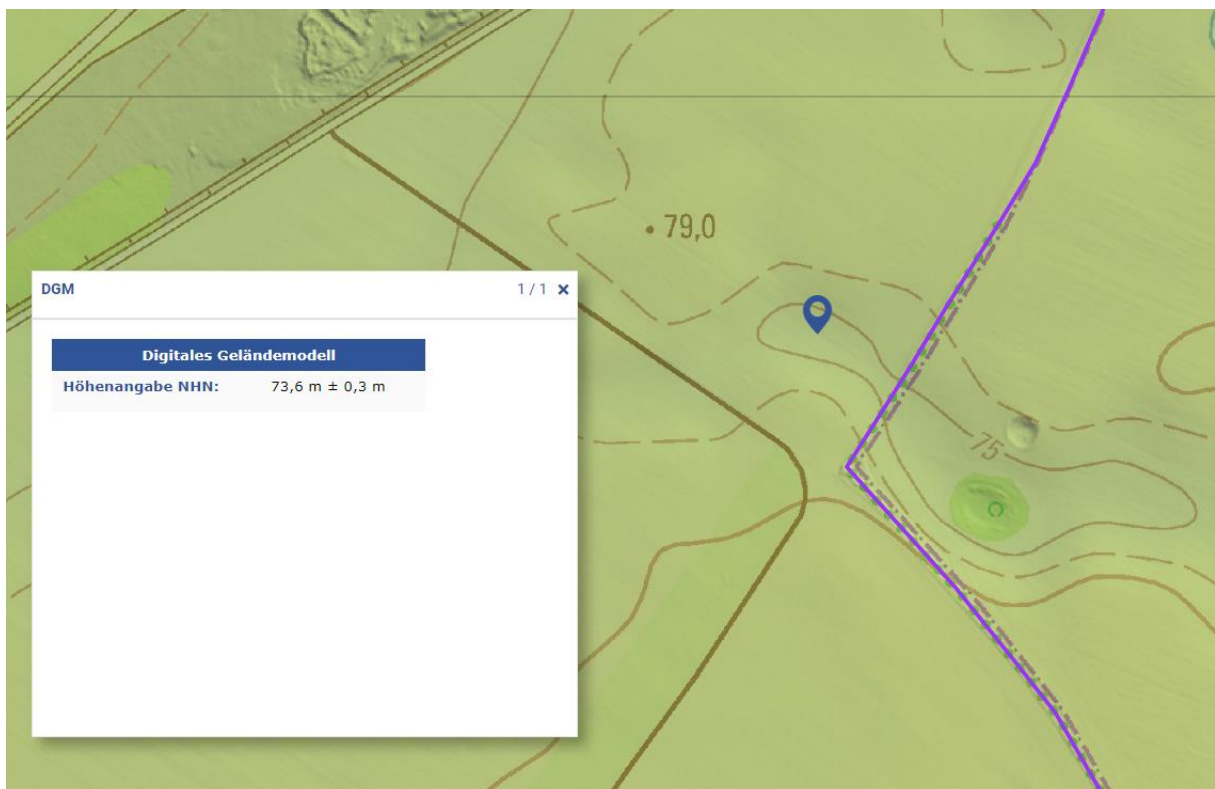 79,0
DGM 1 / 1 ×
Digitales Geländemodell
Höhenangabe NHN: 73,6 m ± 0,3 m
75